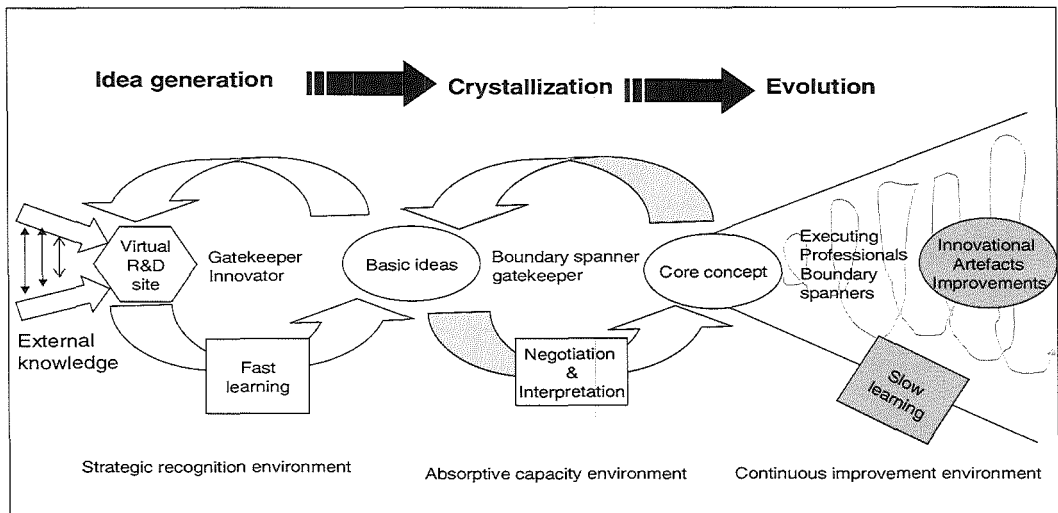 Idea generation
Crystallization
Evolution
Virtual
R&D
site
Gatekeeper
Innovator
Basic ideas
Boundary spanner
gatekeeper
Core concept
Executing
Professionals
Boundary
spanners
Innovational
Artefacts
Improvements
External
knowledge
Fast
learning
Negotiation
&
Interpretation
Slow
learning
Strategic recognition environment
Absorptive capacity environment
Continuous improvement environment